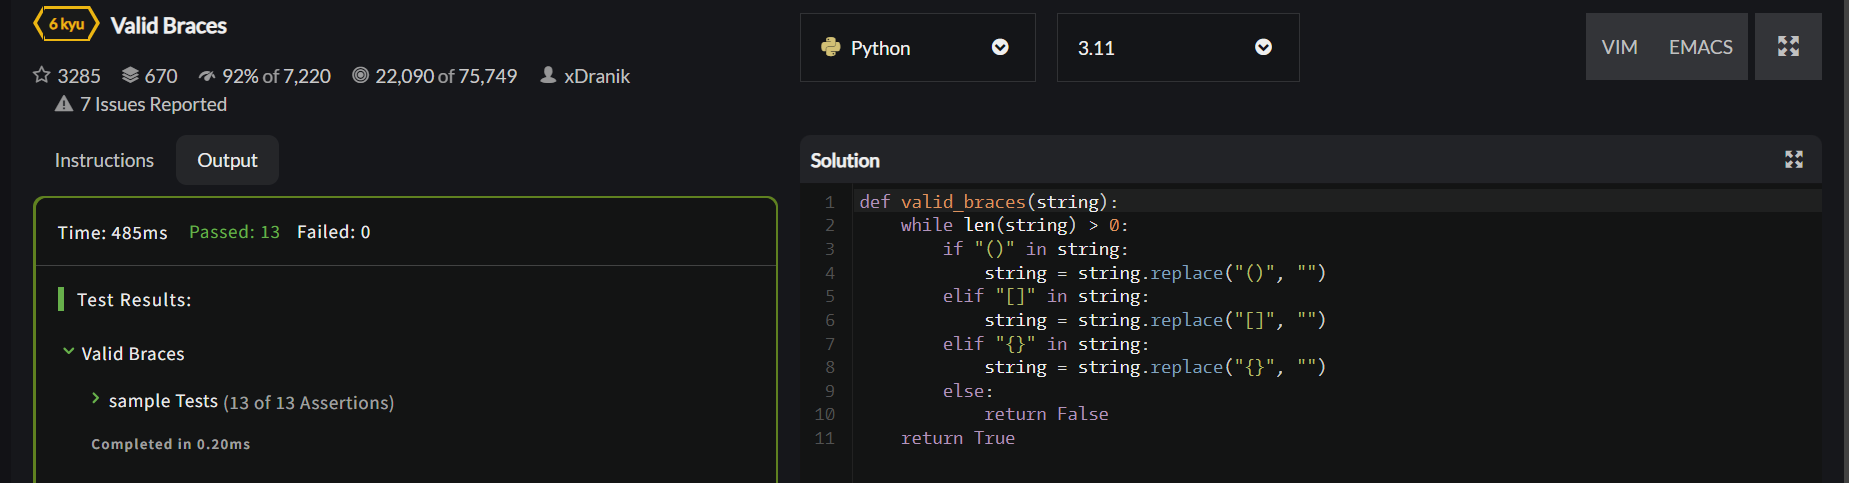 6 kyu Valid Braces
3285 670 92% of 7,220 22,090 of 75,749 xDranik
7 Issues Reported
Instructions Output
Time: 485ms Passed: 13 Failed: 0
Test Results:
Valid Braces
sample Tests (13 of 13 Assertions)
Completed in 0.20ms
Python 3.11 VIM EMACS
Solution
1 def valid_braces(string):
2     while len(string) > 0:
3         if "()" in string:
4             string = string.replace("()", "")
5         elif "[]" in string:
6             string = string.replace("[]", "")
7         elif "{}" in string:
8             string = string.replace("{}", "")
9         else:
10             return False
11     return True